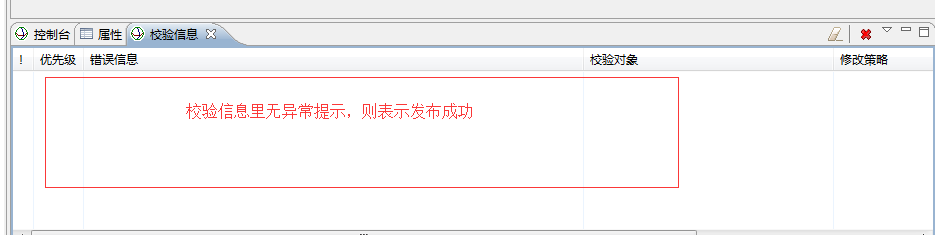 控制台 属性 校验信息
! 优先级 错误信息 校验对象 修改策略
校验信息里无异常提示，则表示发布成功